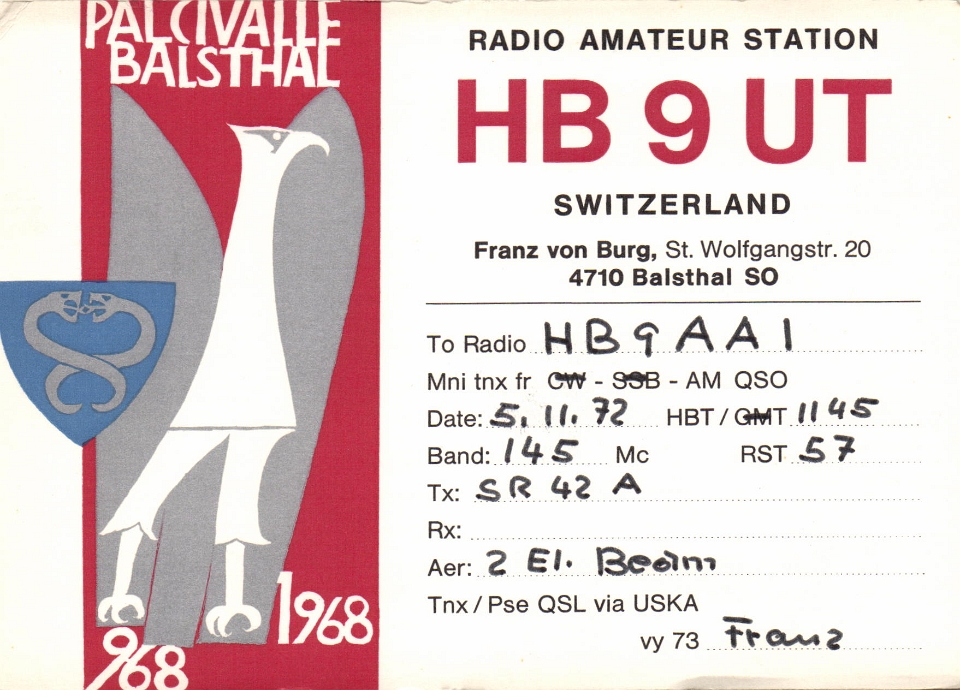 PALCIVALLE
BALSTHAL
968
1968
RADIO AMATEUR STATION
HB 9 UT
SWITZERLAND
Franz von Burg, St. Wolfgangstr. 20
4710 Balsthal SO
To Radio HB9AAI
Mni tnx fr CW - SSB - AM QSO
Date: 5. 11. 72 HBT / GMT 1145
Band: 145 Mc RST 57
Tx: SR 42 A
Rx:
Aer: 2 El. Beam
Tnx / Pse QSL via USKA
vy 73 Franz